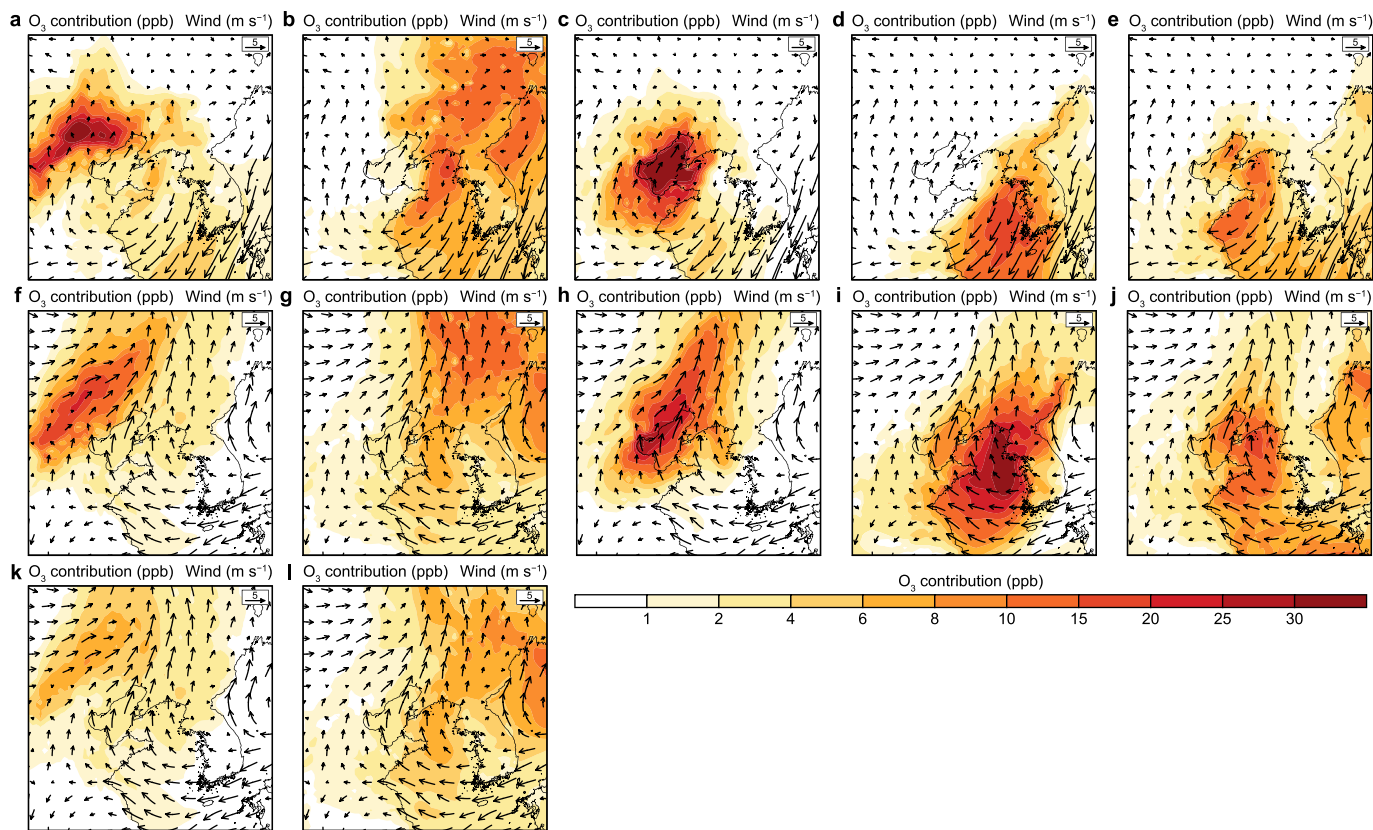 a O₃ contribution (ppb) Wind (m s⁻¹)
5
b O₃ contribution (ppb) Wind (m s⁻¹)
5
c O₃ contribution (ppb) Wind (m s⁻¹)
5
d O₃ contribution (ppb) Wind (m s⁻¹)
5
e O₃ contribution (ppb) Wind (m s⁻¹)
5
f O₃ contribution (ppb) Wind (m s⁻¹)
5
g O₃ contribution (ppb) Wind (m s⁻¹)
5
h O₃ contribution (ppb) Wind (m s⁻¹)
5
i O₃ contribution (ppb) Wind (m s⁻¹)
5
j O₃ contribution (ppb) Wind (m s⁻¹)
5
k O₃ contribution (ppb) Wind (m s⁻¹)
5
l O₃ contribution (ppb) Wind (m s⁻¹)
5
O₃ contribution (ppb)
1 2 4 6 8 10 15 20 25 30